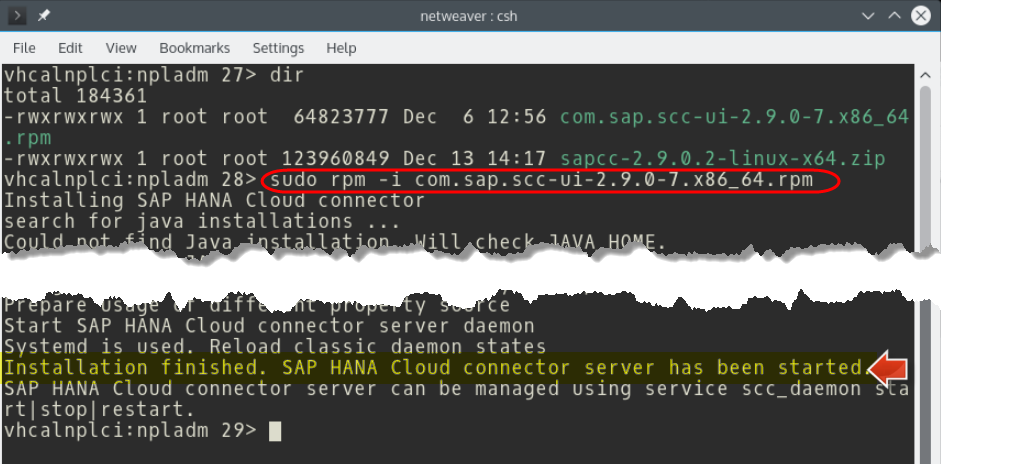 netweaver : csh
File Edit View Bookmarks Settings Help
vhcalnplci:npladm 27> dir
total 184361
-rwxrwxrwx 1 root root  64823777 Dec  6 12:56 com.sap.scc-ui-2.9.0-7.x86_64
.rpm
-rwxrwxrwx 1 root root 123960849 Dec 13 14:17 sapcc-2.9.0.2-linux-x64.zip
vhcalnplci:npladm 28> sudo rpm -i com.sap.scc-ui-2.9.0-7.x86_64.rpm
Installing SAP HANA Cloud connector
search for java installations ...
Could not find Java installation. Will check JAVA_HOME.
Prepare usage of different property source
Start SAP HANA Cloud connector server daemon
Systemd is used. Reload classic daemon states
Installation finished. SAP HANA Cloud connector server has been started.
SAP HANA Cloud connector server can be managed using service scc_daemon sta
rt|stop|restart.
vhcalnplci:npladm 29>